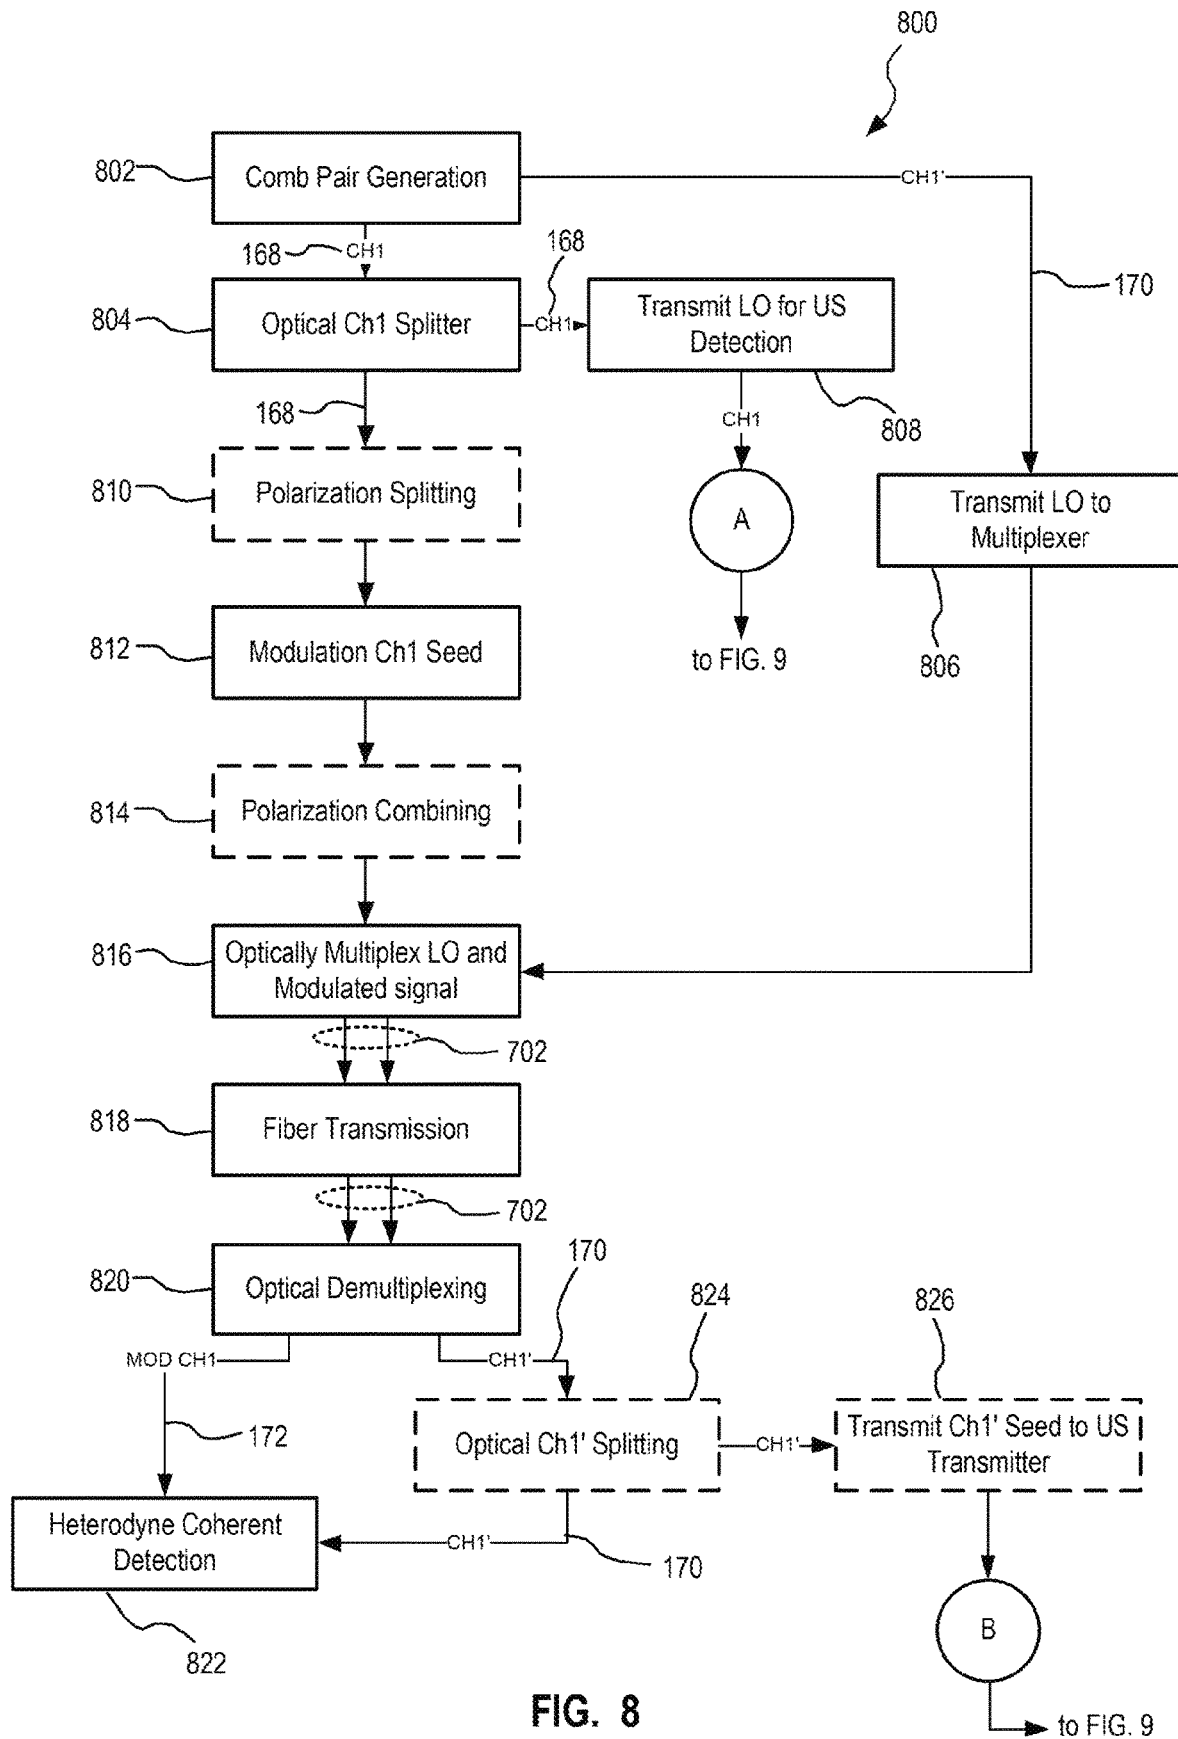 800
802
Comb Pair Generation
CH1'
168
CH1
168
170
804
Optical Ch1 Splitter
CH1
Transmit LO for US
Detection
168
CH1
808
810
Polarization Splitting
A
Transmit LO to
Multiplexer
812
Modulation Ch1 Seed
to FIG. 9
806
814
Polarization Combining
816
Optically Multiplex LO and
Modulated signal
702
818
Fiber Transmission
702
820
Optical Demultiplexing
170
824
826
MOD CH1
CH1'
172
Optical Ch1' Splitting
CH1'
Transmit Ch1' Seed to US
Transmitter
Heterodyne Coherent
Detection
CH1'
170
822
B
FIG. 8
to FIG. 9